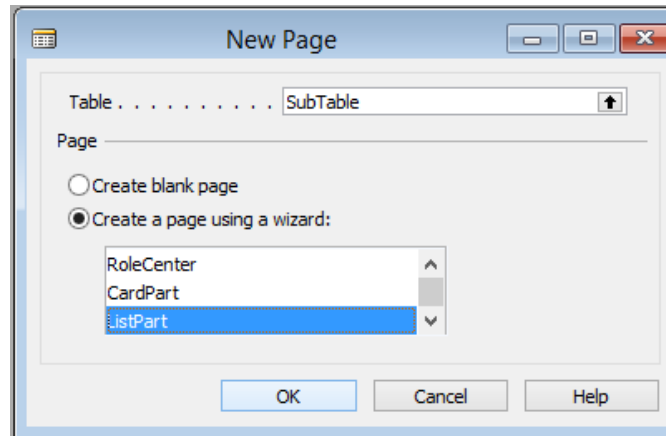 New Page
Table . . . . . . . . . . SubTable
Page
Create blank page
Create a page using a wizard:
RoleCenter
CardPart
ListPart
OK Cancel Help